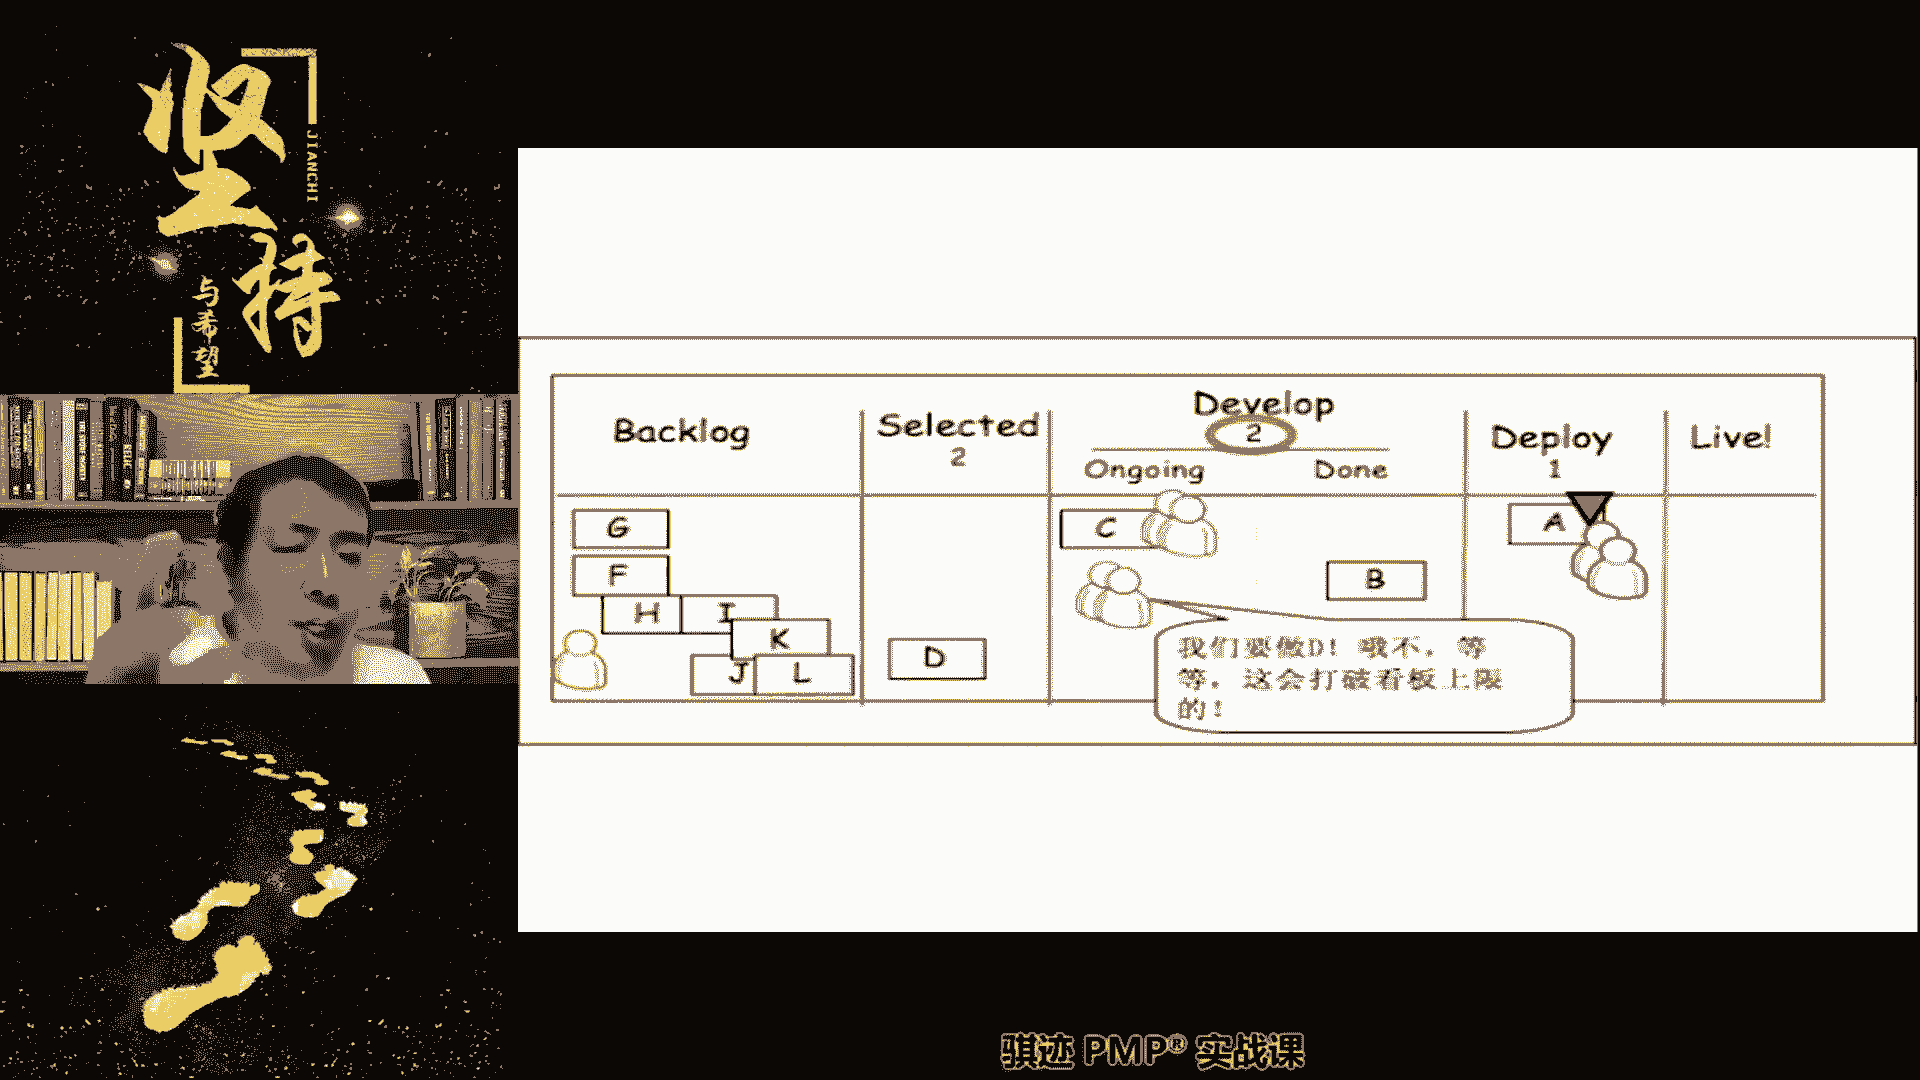 坚持
JIANCHI
与希望
Backlog
Selected
2
Develop
2
Ongoing
Done
Deploy
1
Live!
G
F
H
I
K
J
L
D
C
B
A
我们要做D! 哦不, 等
等, 这会打破看板上限
的!
骐迹 PMP® 实战课